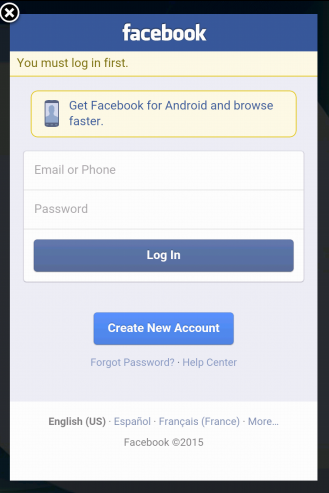 facebook
You must log in first.
Get Facebook for Android and browse
faster.
Email or Phone
Password
Log In
Create New Account
Forgot Password? · Help Center
English (US) · Español · Français (France) · More...
Facebook ©2015